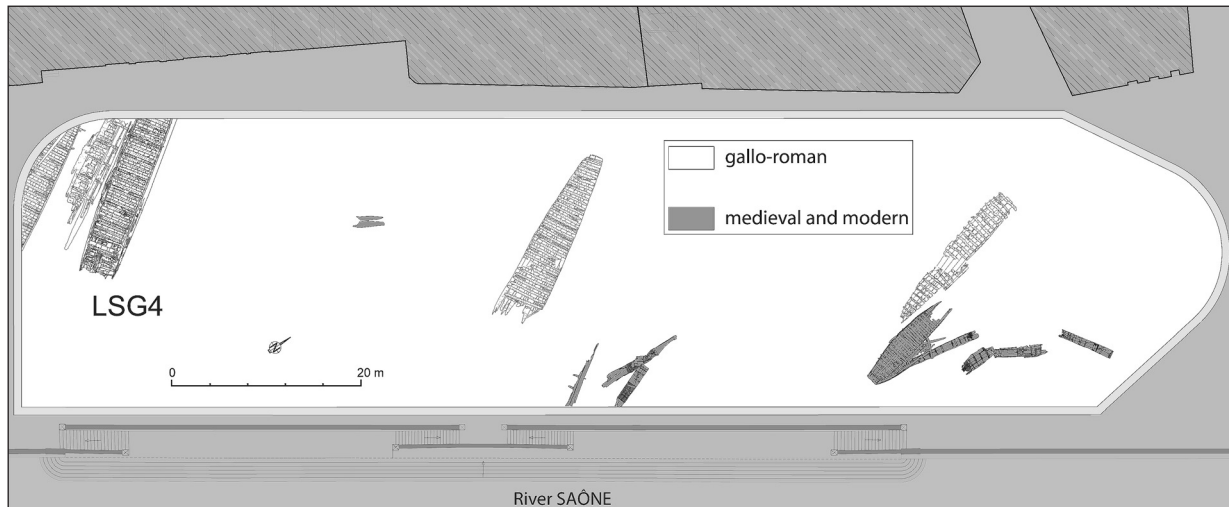 gallo-roman
medieval and modern
LSG4
N
0 20 m
River SAÔNE